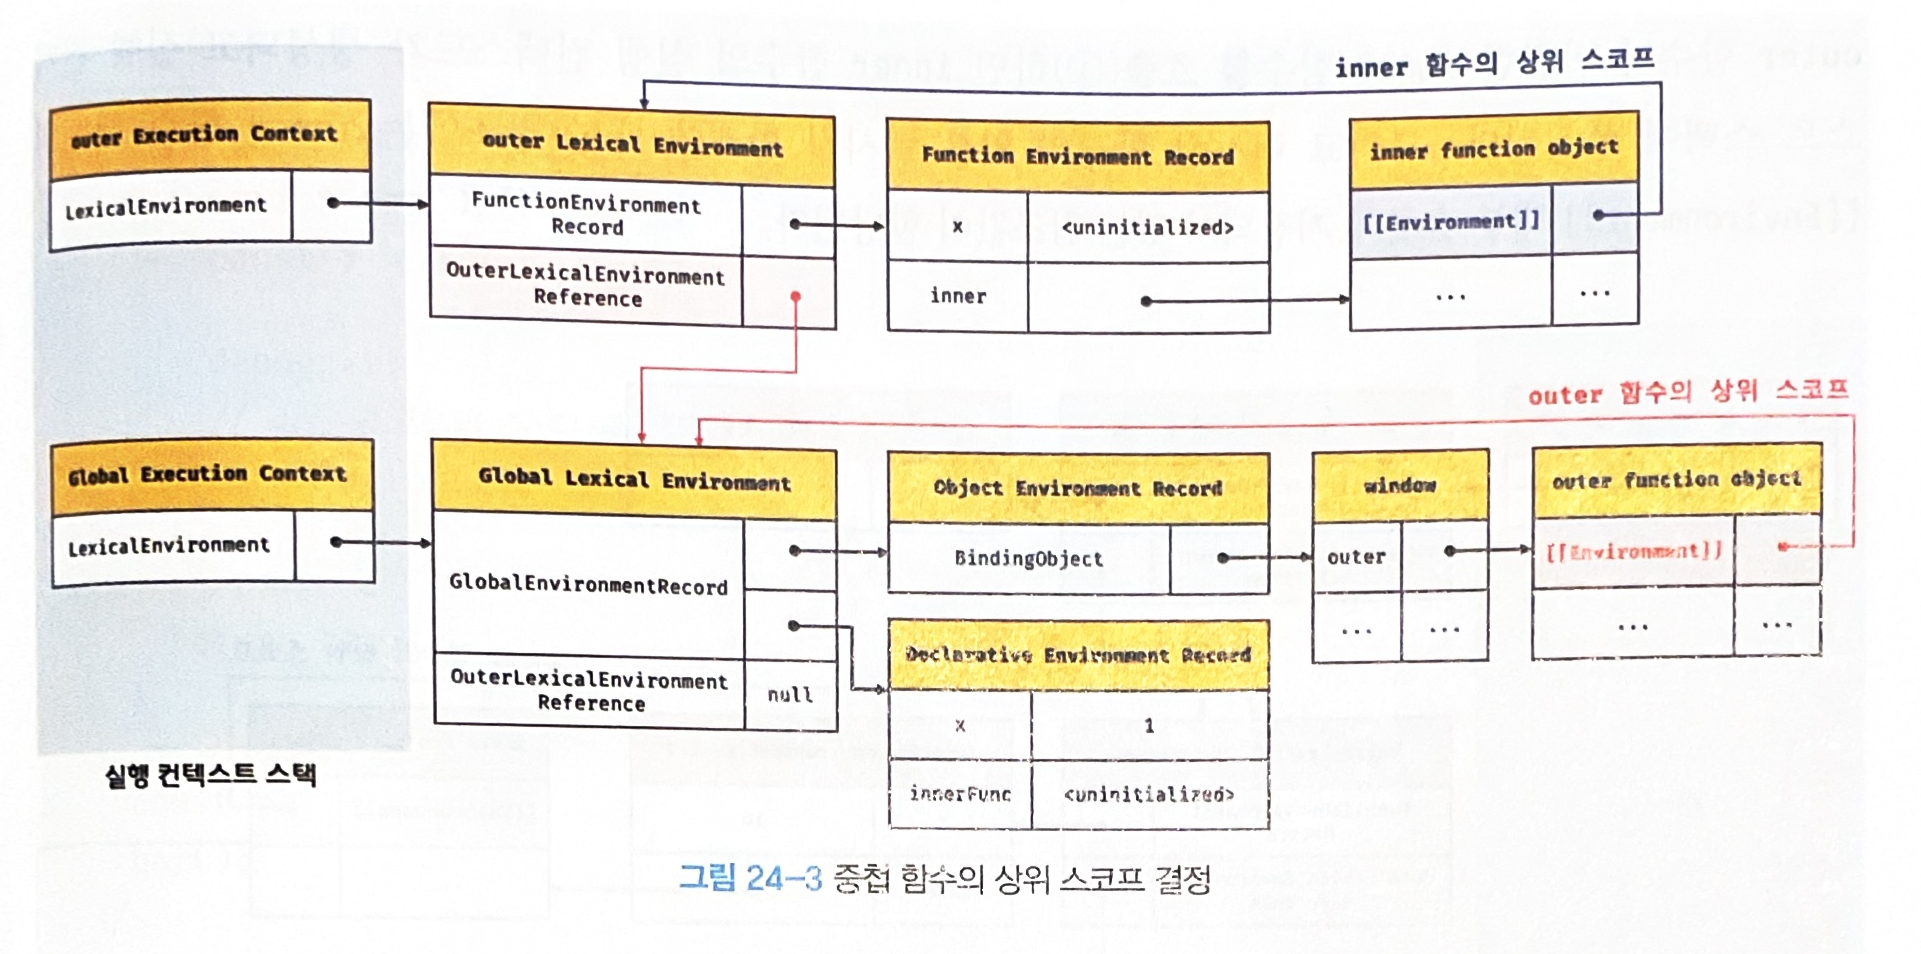 inner 함수의 상위 스코프
outer Execution Context
LexicalEnvironment
outer Lexical Environment
FunctionEnvironment
Record
OuterLexicalEnvironment
Reference
Function Environment Record
x
<uninitialized>
inner
inner function object
[[Environment]]
...
...
outer 함수의 상위 스코프
Global Execution Context
LexicalEnvironment
Global Lexical Environment
GlobalEnvironmentRecord
OuterLexicalEnvironment
Reference
null
Object Environment Record
BindingObject
window
outer
...
...
outer function object
[[Environment]]
...
...
Declarative Environment Record
x
1
innerFunc
<uninitialized>
실행 컨텍스트 스택
그림 24-3 중첩 함수의 상위 스코프 결정